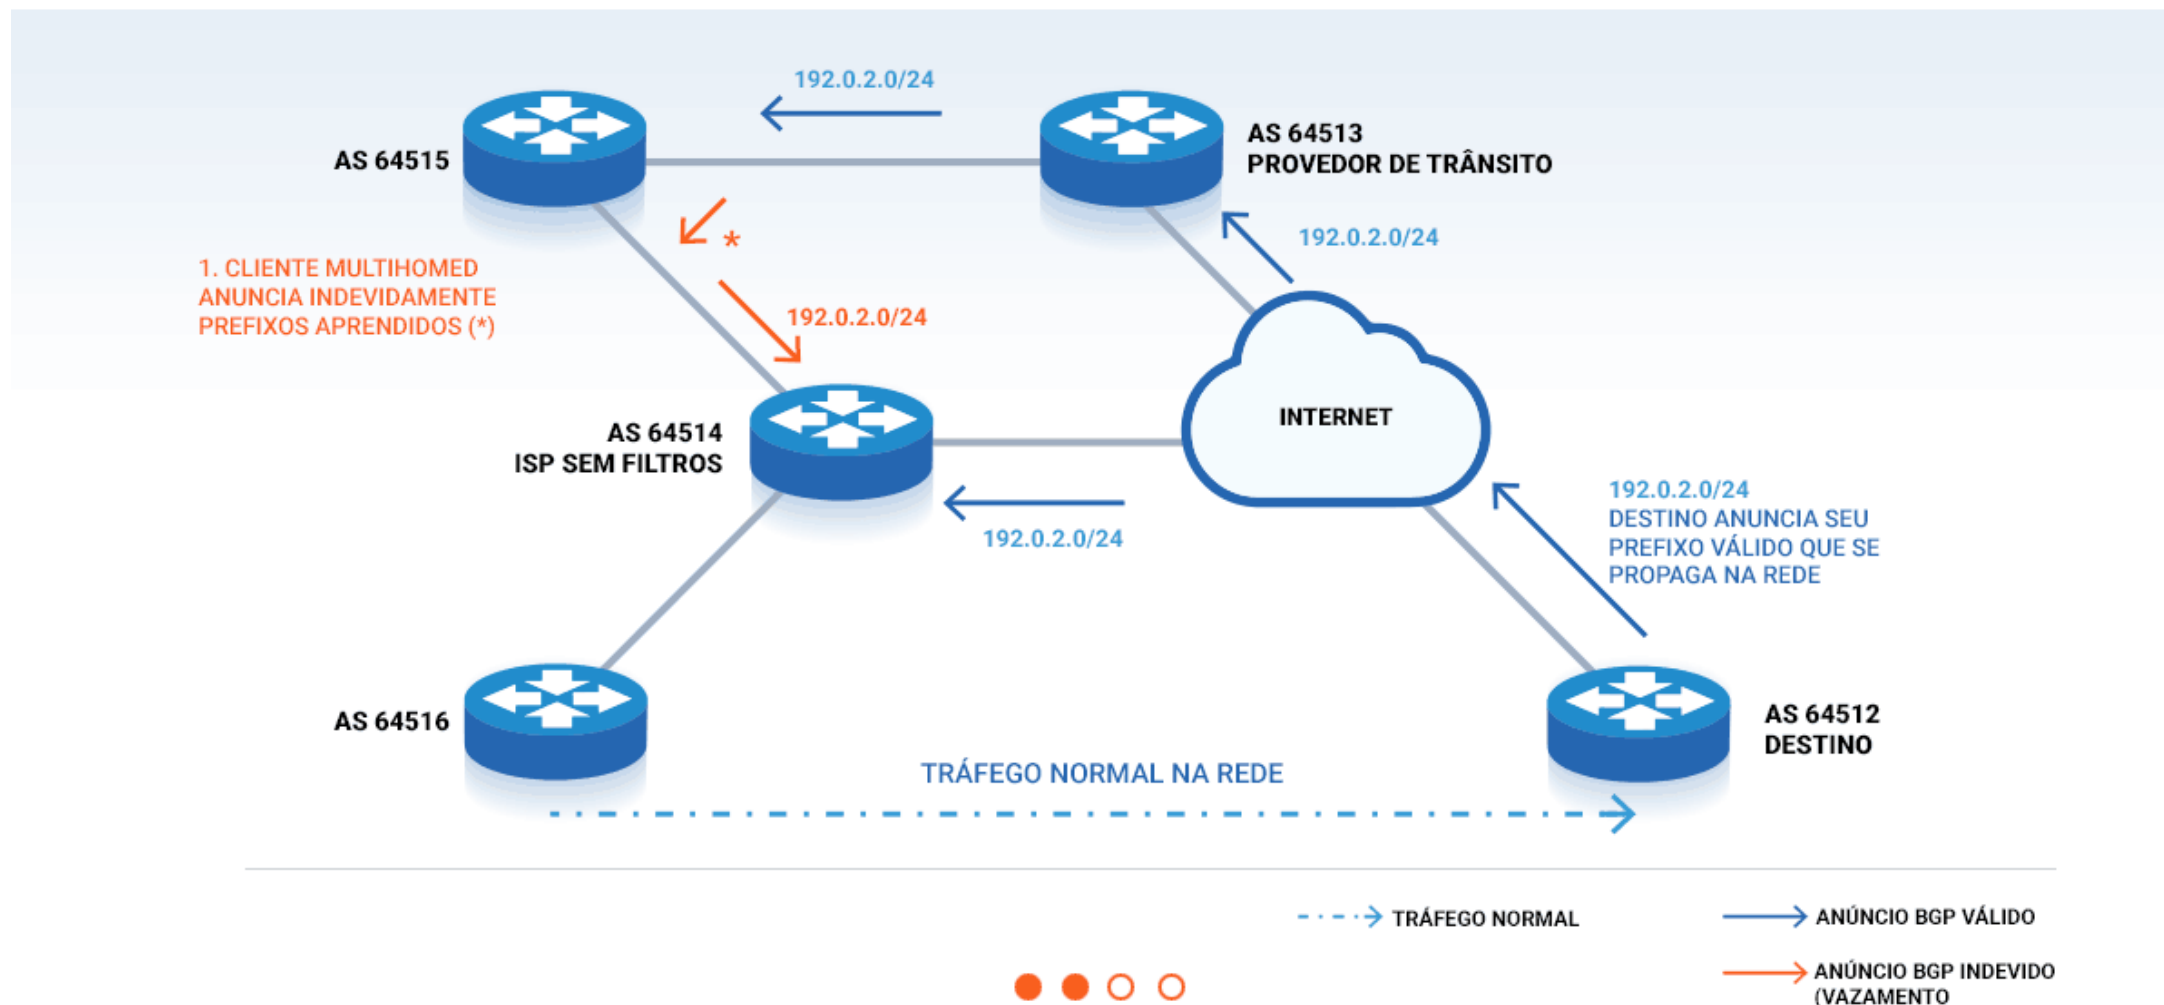 192.0.2.0/24
AS 64515
AS 64513
PROVEDOR DE TRÂNSITO
192.0.2.0/24
*
1. CLIENTE MULTIHOMED
ANUNCIA INDEVIDAMENTE
PREFIXOS APRENDIDOS (*)
192.0.2.0/24
AS 64514
ISP SEM FILTROS
INTERNET
192.0.2.0/24
192.0.2.0/24
DESTINO ANUNCIA SEU
PREFIXO VÁLIDO QUE SE
PROPAGA NA REDE
AS 64516
AS 64512
DESTINO
TRÁFEGO NORMAL NA REDE
TRÁFEGO NORMAL
ANÚNCIO BGP VÁLIDO
ANÚNCIO BGP INDEVIDO
(VAZAMENTO